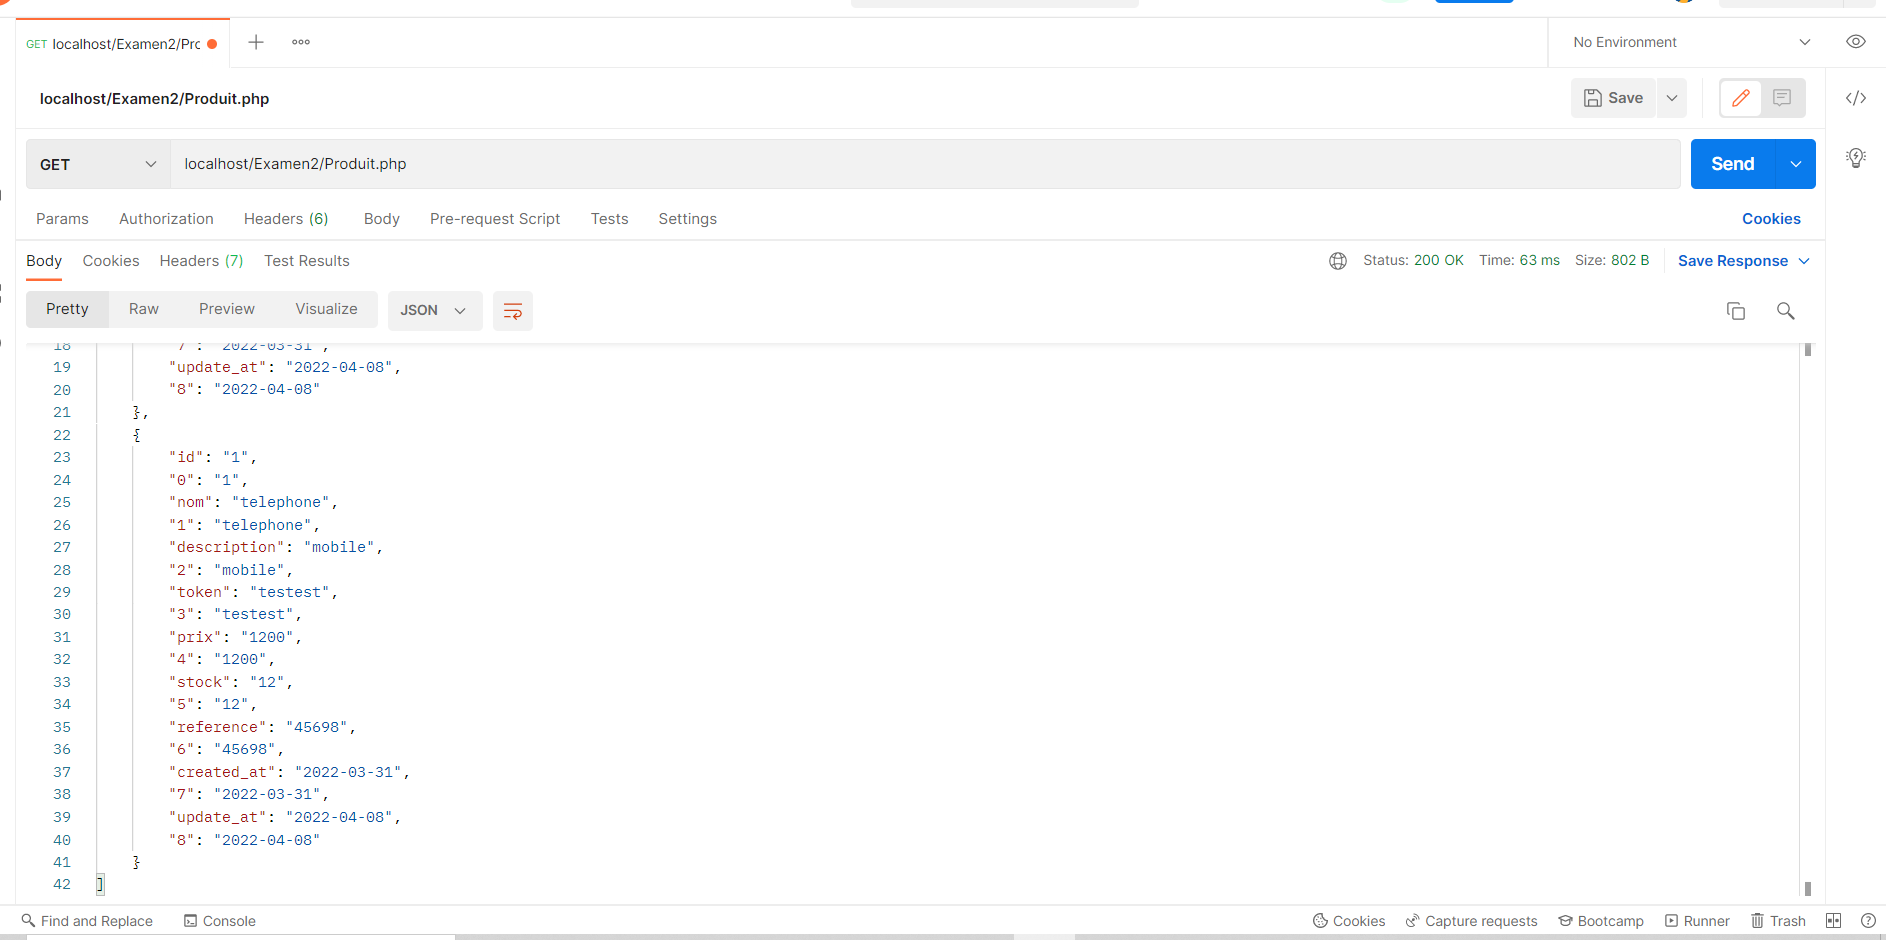 GET localhost/Examen2/Prc
No Environment
localhost/Examen2/Produit.php
Save
GET localhost/Examen2/Produit.php Send
Params Authorization Headers (6) Body Pre-request Script Tests Settings Cookies
Body Cookies Headers (7) Test Results Status: 200 OK Time: 63 ms Size: 802 B Save Response
Pretty Raw Preview Visualize JSON
18 "7": "2022-03-31",
19 "update_at": "2022-04-08",
20 "8": "2022-04-08"
21 },
22 {
23 "id": "1",
24 "0": "1",
25 "nom": "telephone",
26 "1": "telephone",
27 "description": "mobile",
28 "2": "mobile",
29 "token": "testest",
30 "3": "testest",
31 "prix": "1200",
32 "4": "1200",
33 "stock": "12",
34 "5": "12",
35 "reference": "45698",
36 "6": "45698",
37 "created_at": "2022-03-31",
38 "7": "2022-03-31",
39 "update_at": "2022-04-08",
40 "8": "2022-04-08"
41 }
42 ]
Find and Replace Console Cookies Capture requests Bootcamp Runner Trash